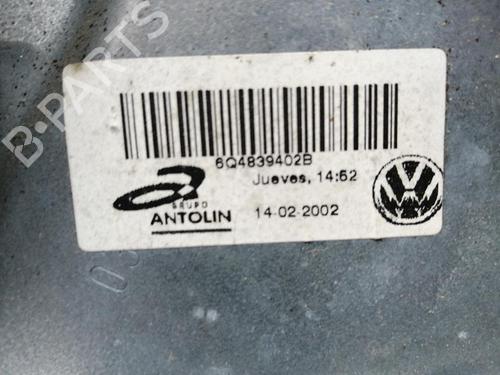 B-PARTS
6Q4839402B
Jueves, 14:52
GRUPO
ANTOLIN
14-02-2002